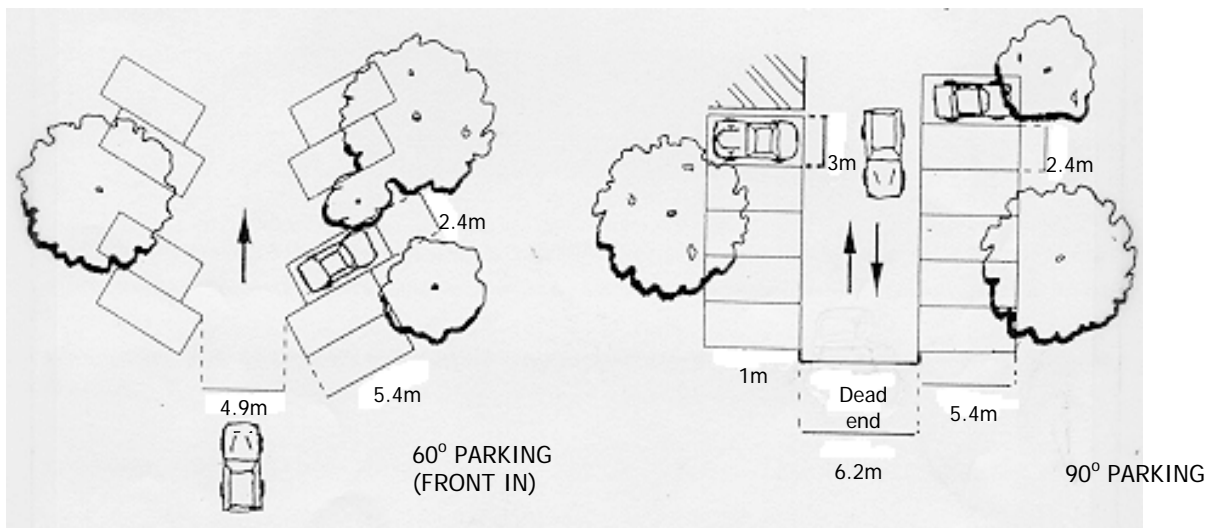 2.4m
5.4m
4.9m
60° PARKING
(FRONT IN)
3m
2.4m
1m
Dead
end
5.4m
6.2m
90° PARKING